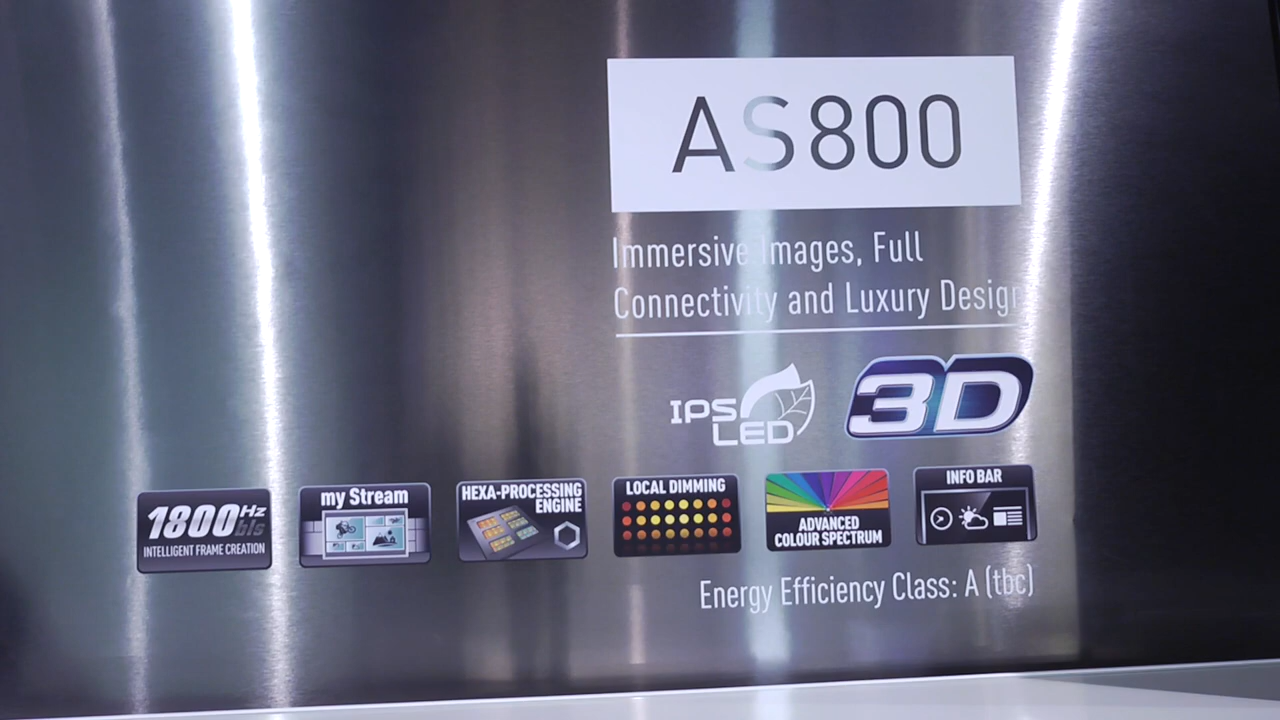 AS800
Immersive Images, Full
Connectivity and Luxury Design
IPS
LED
3D
1800Hz
bls
INTELLIGENT FRAME CREATION
my Stream
HEXA-PROCESSING
ENGINE
LOCAL DIMMING
ADVANCED
COLOUR SPECTRUM
INFO BAR
Energy Efficiency Class: A (tbc)